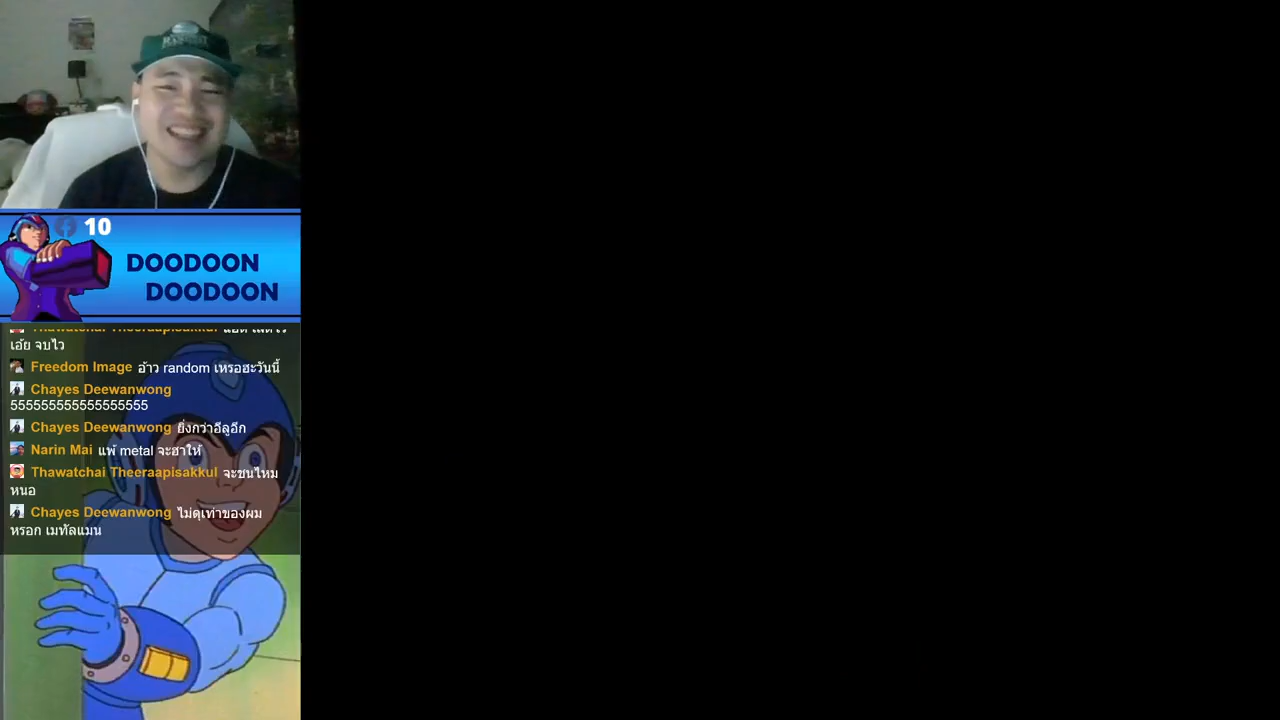 10
DOODOON
DOODOON
Thawatchai Theeraapisakkul
เอ้ย จบไว
Freedom Image อ้าว random เหรอฮะวันนี้
Chayes Deewanwong
555555555555555555
Chayes Deewanwong ยิ่งกว่าอีลูอีก
Narin Mai แพ้ metal จะฮาให้
Thawatchai Theeraapisakkul จะชนไหม
หนอ
Chayes Deewanwong ไม่ดุเท่าของผม
หรอก เมทัลแมน